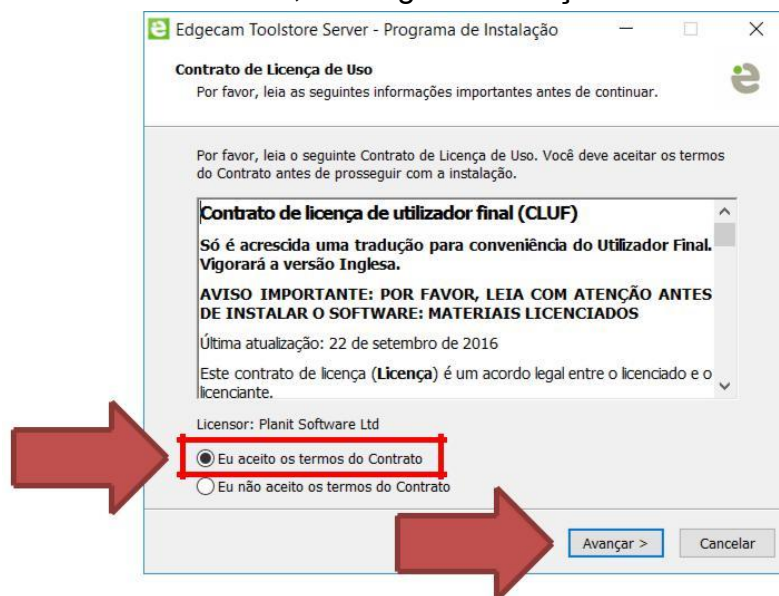 Edgecam Toolstore Server - Programa de Instalação
Contrato de Licença de Uso
Por favor, leia as seguintes informações importantes antes de continuar.
Por favor, leia o seguinte Contrato de Licença de Uso. Você deve aceitar os termos
do Contrato antes de prosseguir com a instalação.
Contrato de licença de utilizador final (CLUF)
Só é acrescida uma tradução para conveniência do Utilizador Final.
Vigorará a versão Inglesa.
AVISO IMPORTANTE: POR FAVOR, LEIA COM ATENÇÃO ANTES
DE INSTALAR O SOFTWARE: MATERIAIS LICENCIADOS
Última atualização: 22 de setembro de 2016
Este contrato de licença (Licença) é um acordo legal entre o licenciado e o
licenciante.
Licensor: Planit Software Ltd
Eu aceito os termos do Contrato
Eu não aceito os termos do Contrato
Avançar > Cancelar